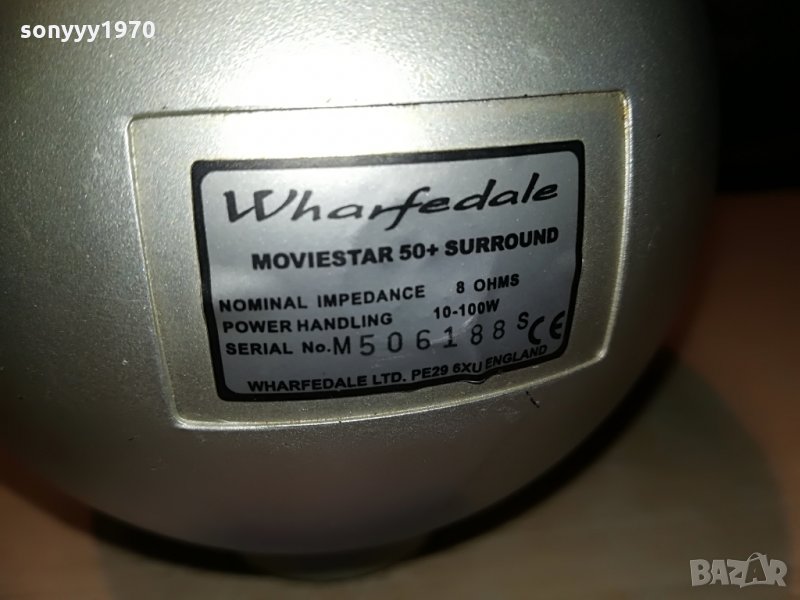 sonyyy1970
Wharfedale
MOVIESTAR 50+ SURROUND
NOMINAL IMPEDANCE 8 OHMS
POWER HANDLING 10-100W
SERIAL No. M506188 S CE
WHARFEDALE LTD. PE29 6XU ENGLAND
BAZAR